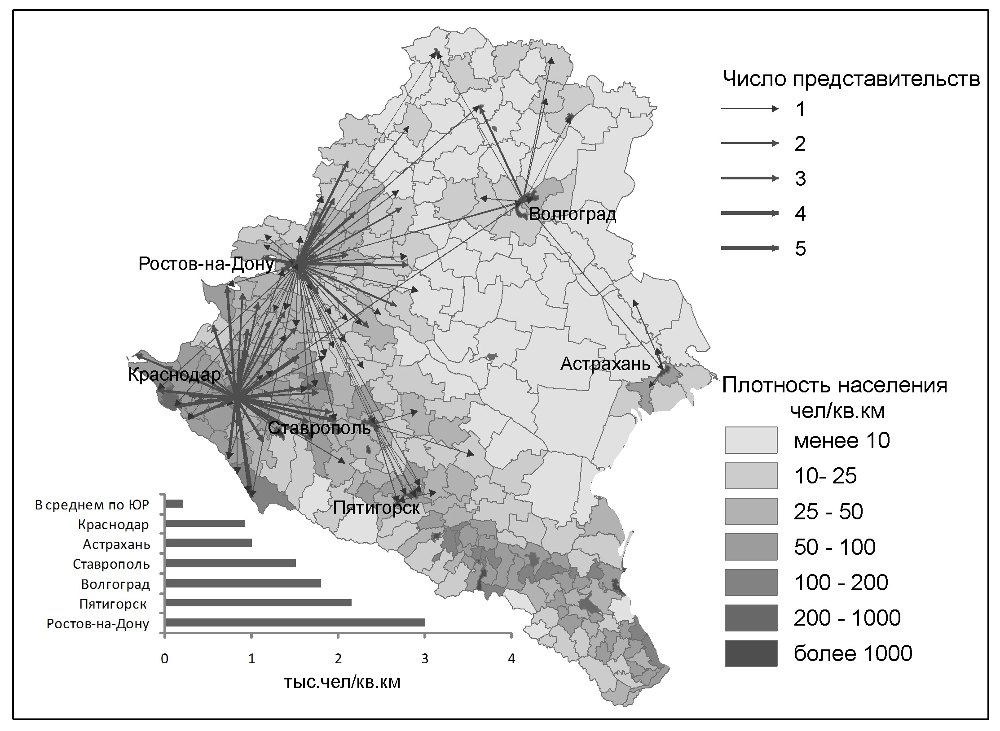 Число представительств
1
2
3
4
5
Волгоград
Ростов-на-Дону
Астрахань
Краснодар
Ставрополь
Пятигорск
Плотность населения
чел/кв.км
менее 10
10- 25
25 - 50
50 - 100
100 - 200
200 - 1000
более 1000
В среднем по ЮР
Краснодар
Астрахань
Ставрополь
Волгоград
Пятигорск
Ростов-на-Дону
0 1 2 3 4
тыс.чел/кв.км